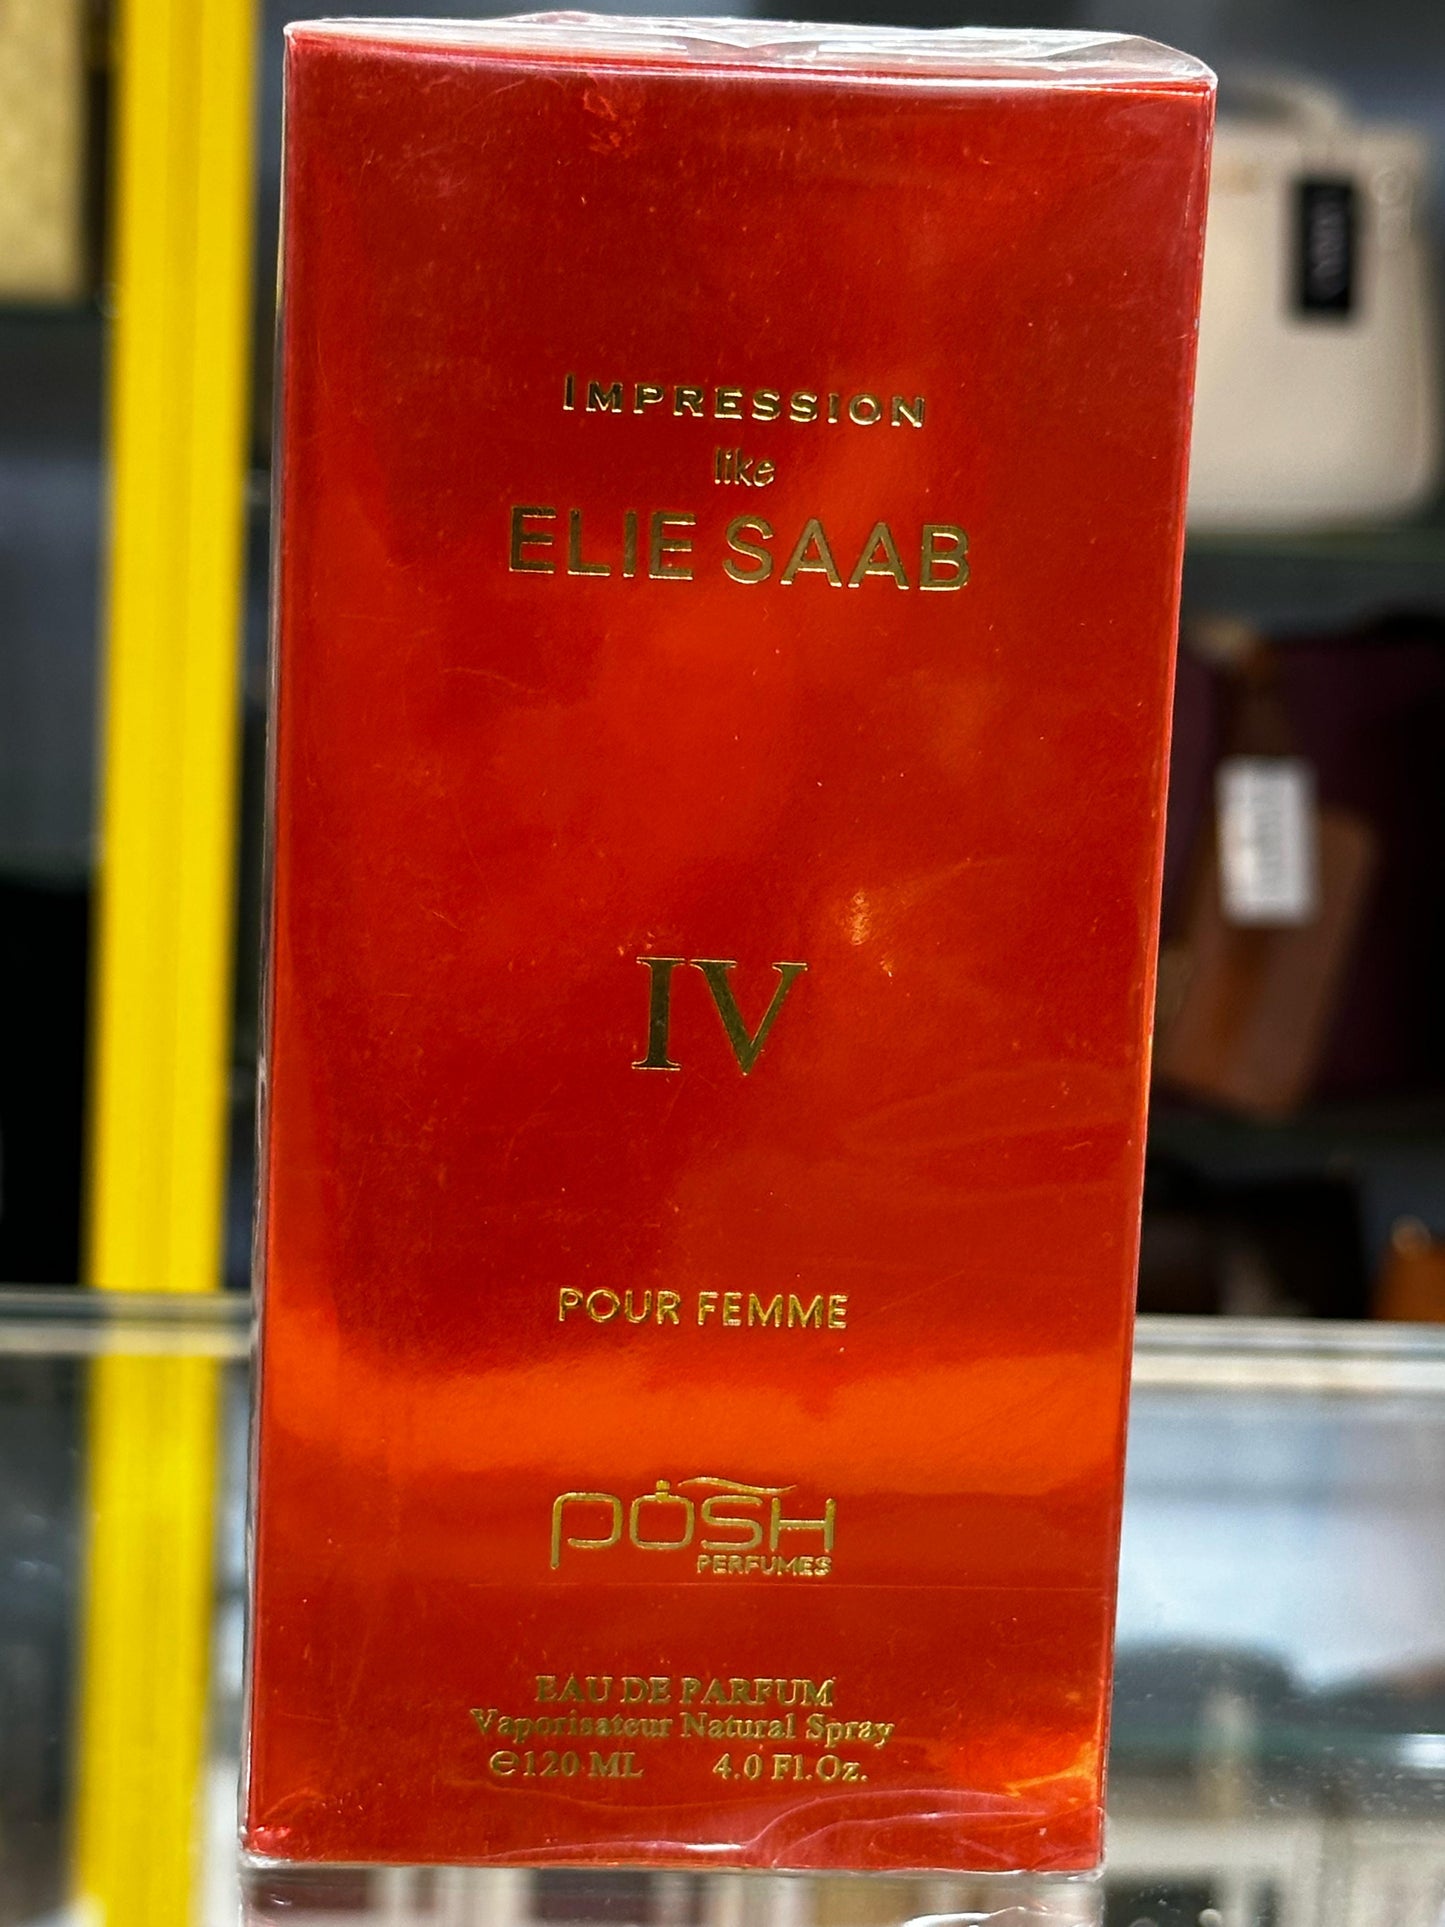 IMPRESSION
like
ELIE SAAB
IV
POUR FEMME
POSH
PERFUMES
EAU DE PARFUM
Vaporisateur Natural Spray
℮120 ML 4.0 Fl.Oz.